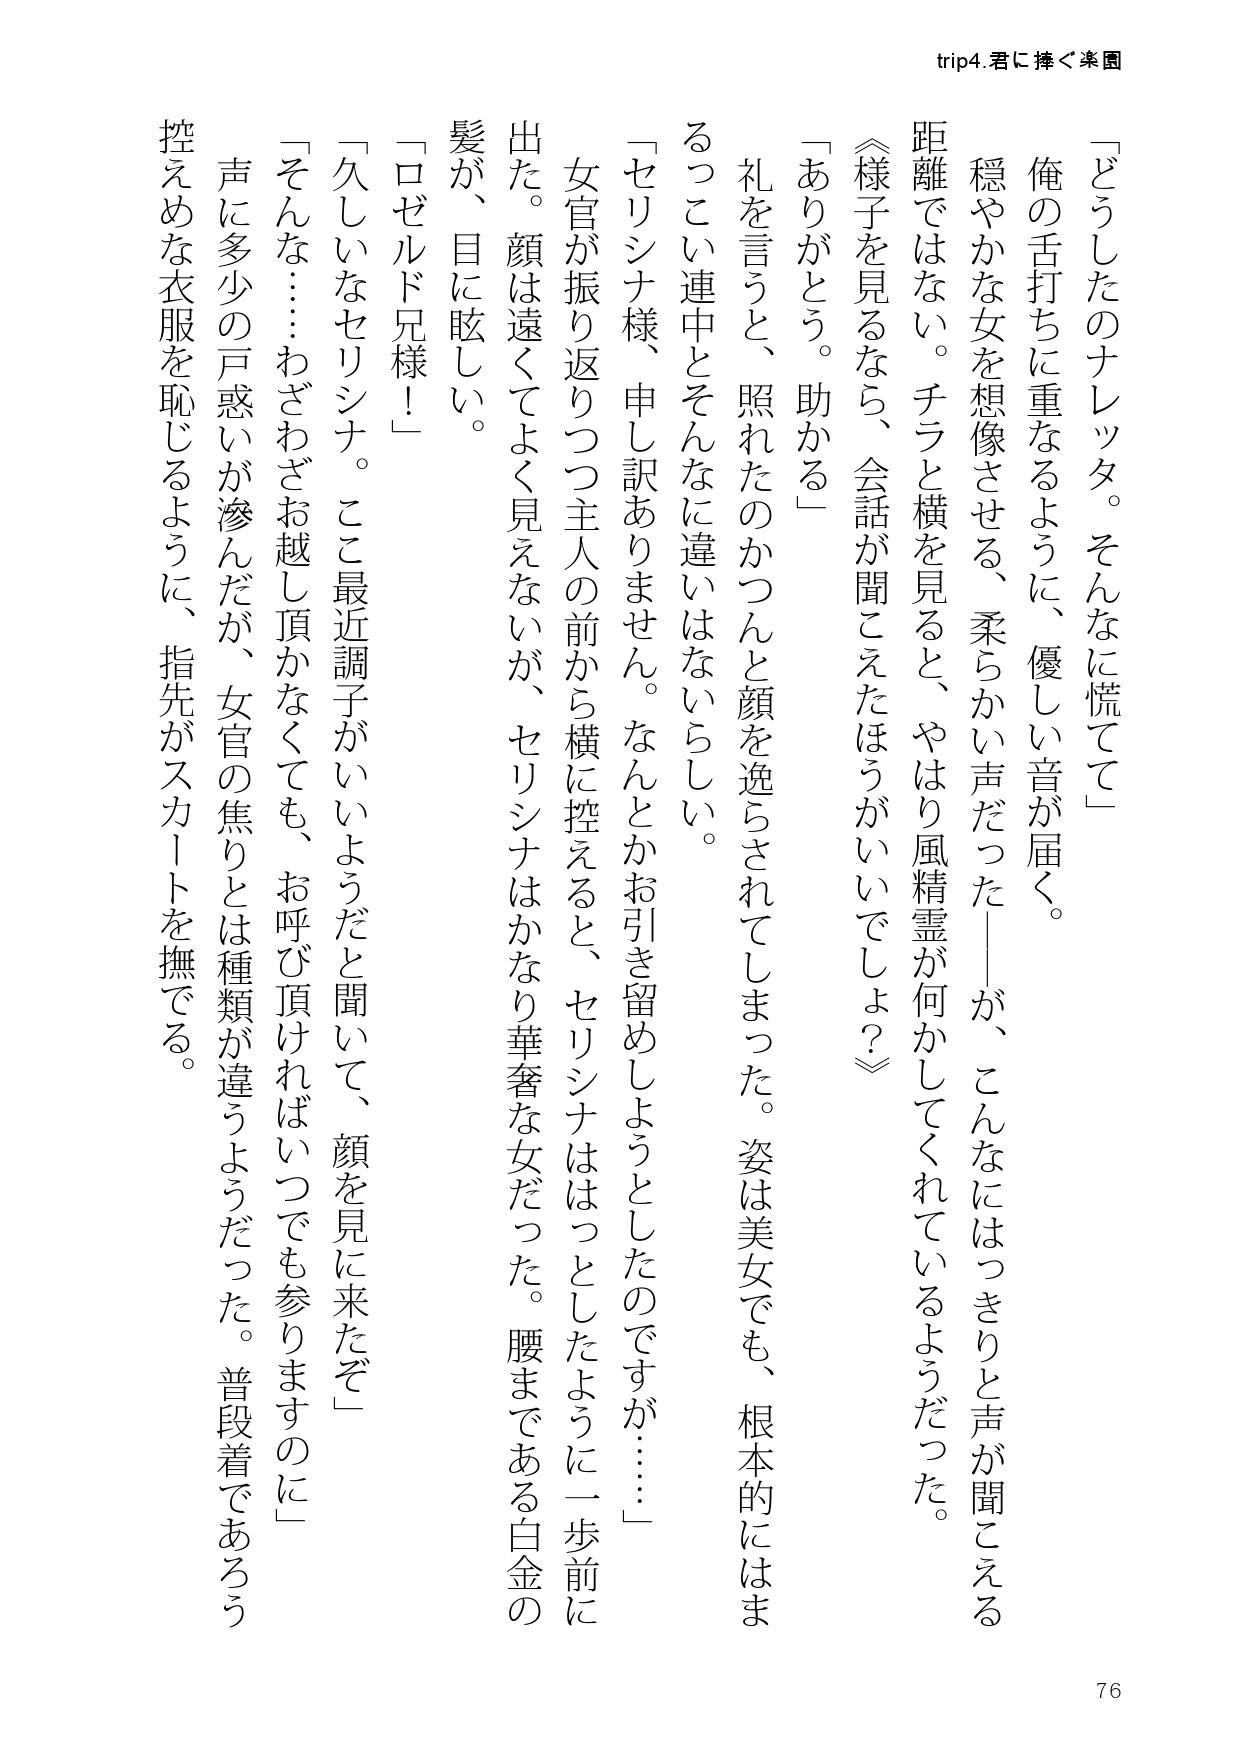 trip4.君に捧ぐ楽園
「どうしたのナレッタ。そんなに慌てて」
俺の舌打ちに重なるように、優しい音が届く。
穏やかな女を想像させる、柔らかい声だった――が、こんなにはっきりと声が聞こえる
距離ではない。チラと横を見ると、やはり風精霊が何かしてくれているようだった。
《様子を見るなら、会話が聞こえたほうがいいでしょ？》
「ありがとう。助かる」
礼を言うと、照れたのかつんと顔を逸らされてしまった。姿は美女でも、根本的にはま
るっこい連中とそんなに違いはないらしい。
「セリシナ様、申し訳ありません。なんとかお引き留めしようとしたのですが……」
女官が振り返りつつ主人の前から横に控えると、セリシナははっとしたように一歩前に
出た。顔は遠くてよく見えないが、セリシナはかなり華奢な女だった。腰まである白金の
髪が、目に眩しい。
「ロゼルド兄様！」
「久しいなセリシナ。ここ最近調子がいいようだと聞いて、顔を見に来たぞ」
「そんな……わざわざお越し頂かなくても、お呼び頂ければいつでも参りますのに」
声に多少の戸惑いが滲んだが、女官の焦りとは種類が違うようだった。普段着であろう
控えめな衣服を恥じるように、指先がスカートを撫でる。
76